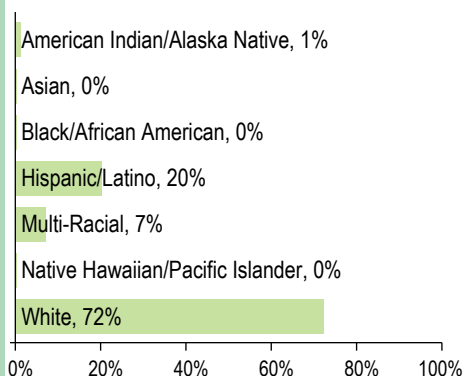 American Indian/Alaska Native, 1%
Asian, 0%
Black/African American, 0%
Hispanic/Latino, 20%
Multi-Racial, 7%
Native Hawaiian/Pacific Islander, 0%
White, 72%
0% 20% 40% 60% 80% 100%